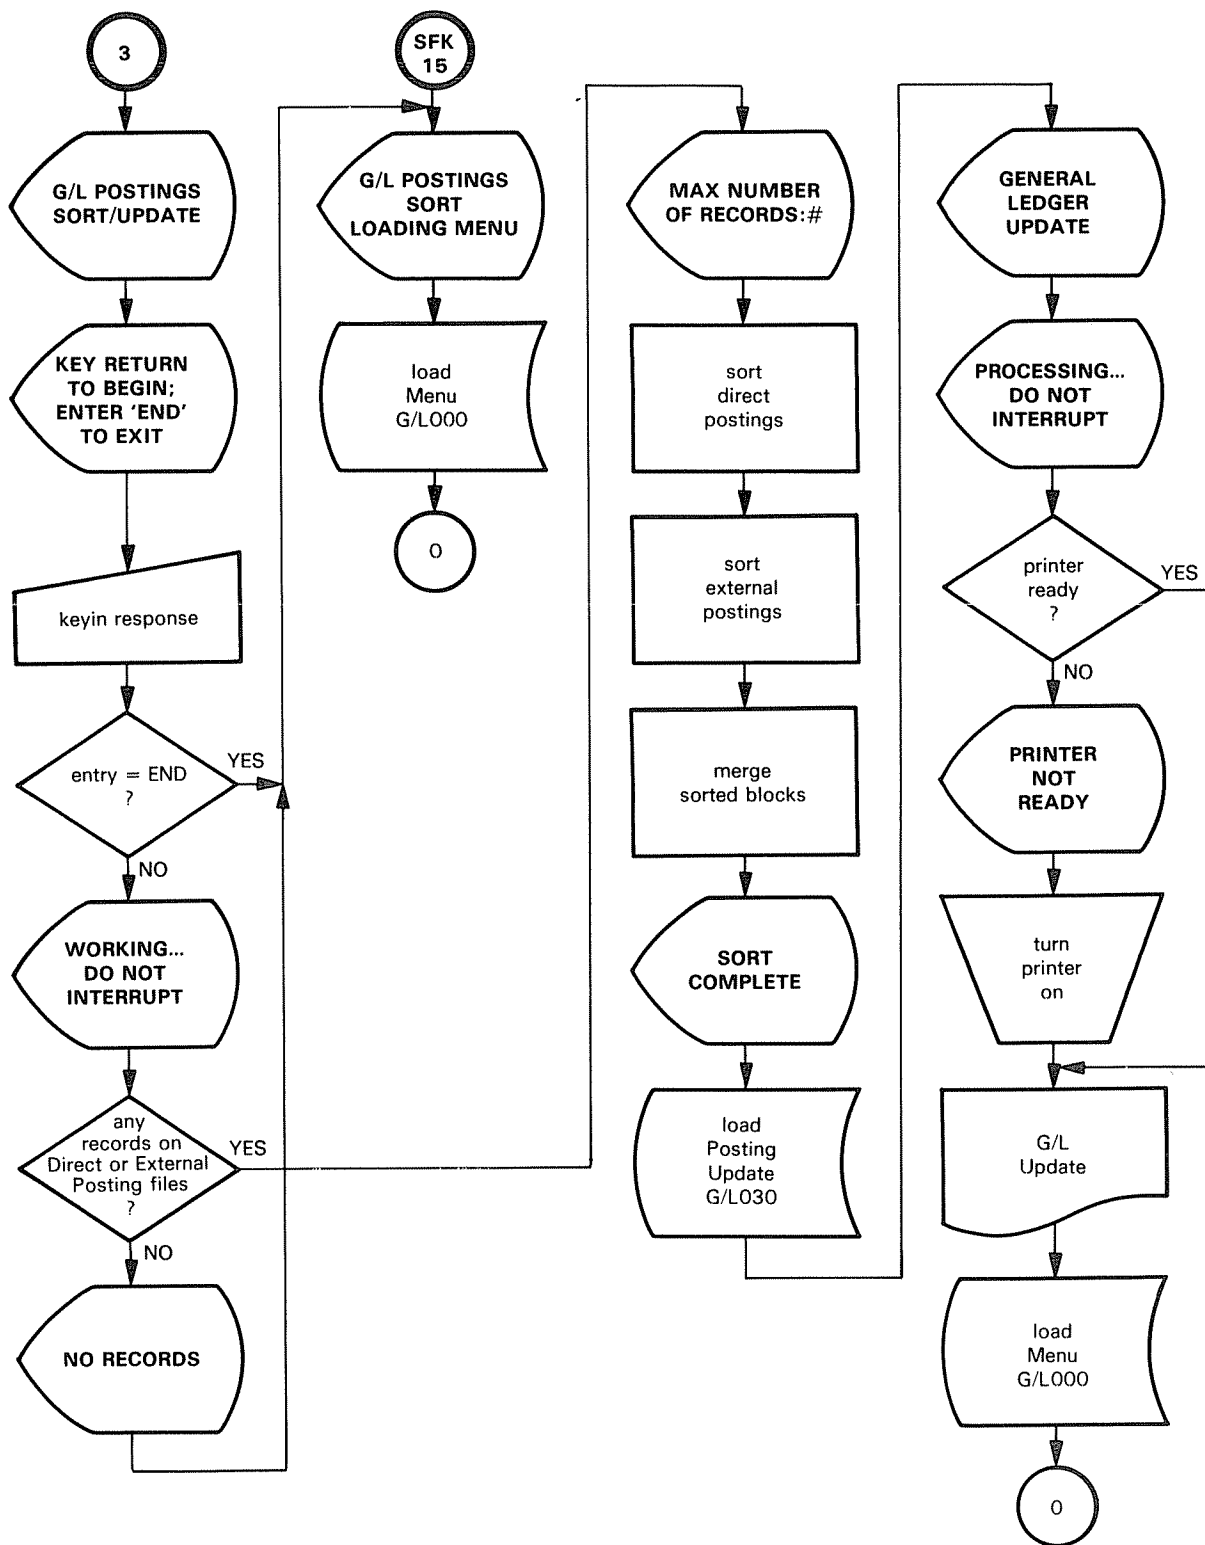 3
G/L POSTINGS
SORT/UPDATE
KEY RETURN
TO BEGIN;
ENTER ‘END’
TO EXIT
keyin response
entry = END
?
YES
NO
WORKING...
DO NOT
INTERRUPT
any
records on
Direct or External
Posting files
?
YES
NO
NO RECORDS
SFK
15
G/L POSTINGS
SORT
LOADING MENU
load
Menu
G/L000
0
MAX NUMBER
OF RECORDS:#
sort
direct
postings
sort
external
postings
merge
sorted blocks
SORT
COMPLETE
load
Posting
Update
G/L030
GENERAL
LEDGER
UPDATE
PROCESSING...
DO NOT
INTERRUPT
printer
ready
?
YES
NO
PRINTER
NOT
READY
turn
printer
on
G/L
Update
load
Menu
G/L000
0